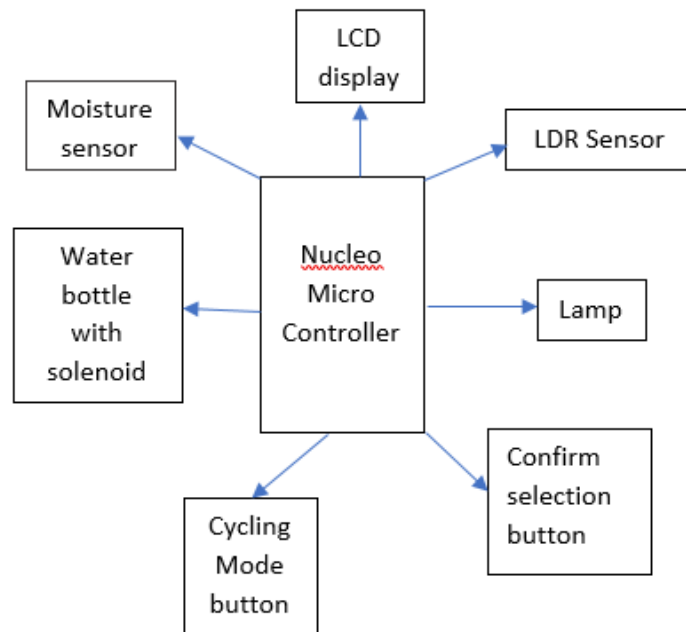 LCD
display
Moisture
sensor
LDR Sensor
Water
bottle
with
solenoid
Nucleo
Micro
Controller
Lamp
Cycling
Mode
button
Confirm
selection
button